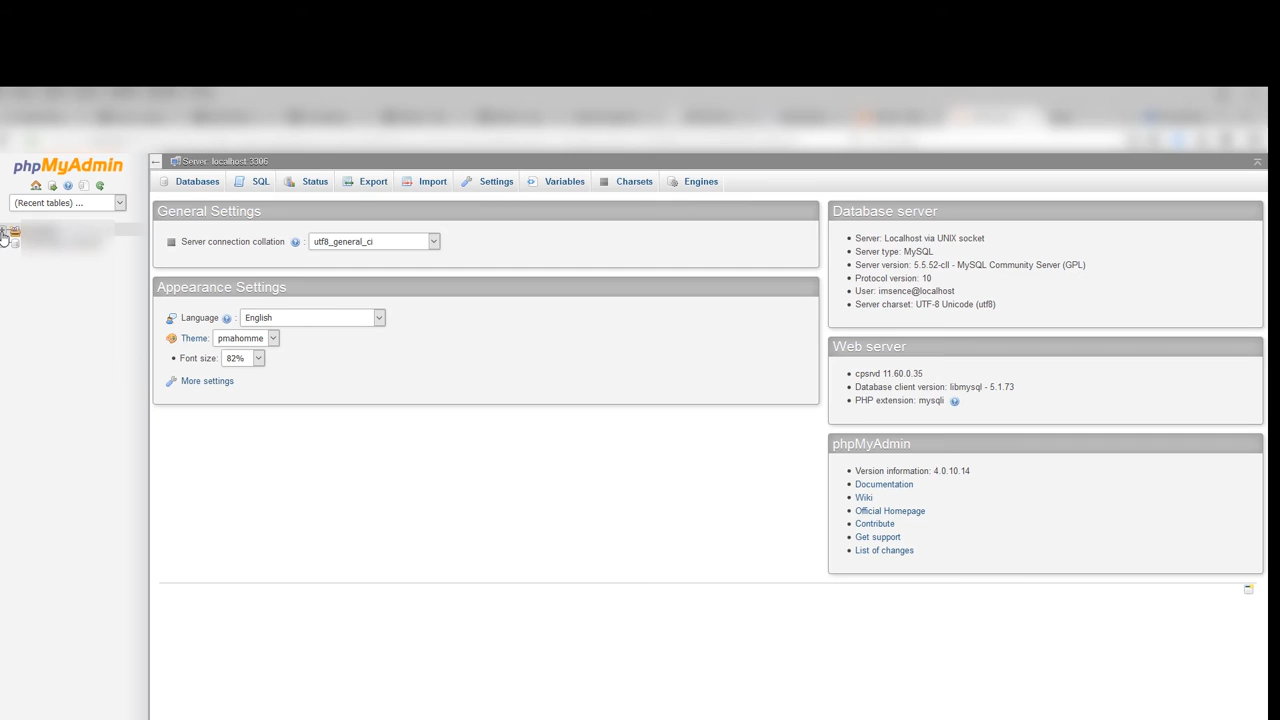 phpMyAdmin
(Recent tables) ...
Server: localhost:3306
Databases SQL Status Export Import Settings Variables Charsets Engines
General Settings
Server connection collation : utf8_general_ci
Appearance Settings
Language : English
Theme: pmahomme
Font size: 82%
More settings
Database server
Server: Localhost via UNIX socket
Server type: MySQL
Server version: 5.5.52-cll - MySQL Community Server (GPL)
Protocol version: 10
User: imsence@localhost
Server charset: UTF-8 Unicode (utf8)
Web server
cpsrvd 11.60.0.35
Database client version: libmysql - 5.1.73
PHP extension: mysqli
phpMyAdmin
Version information: 4.0.10.14
Documentation
Wiki
Official Homepage
Contribute
Get support
List of changes